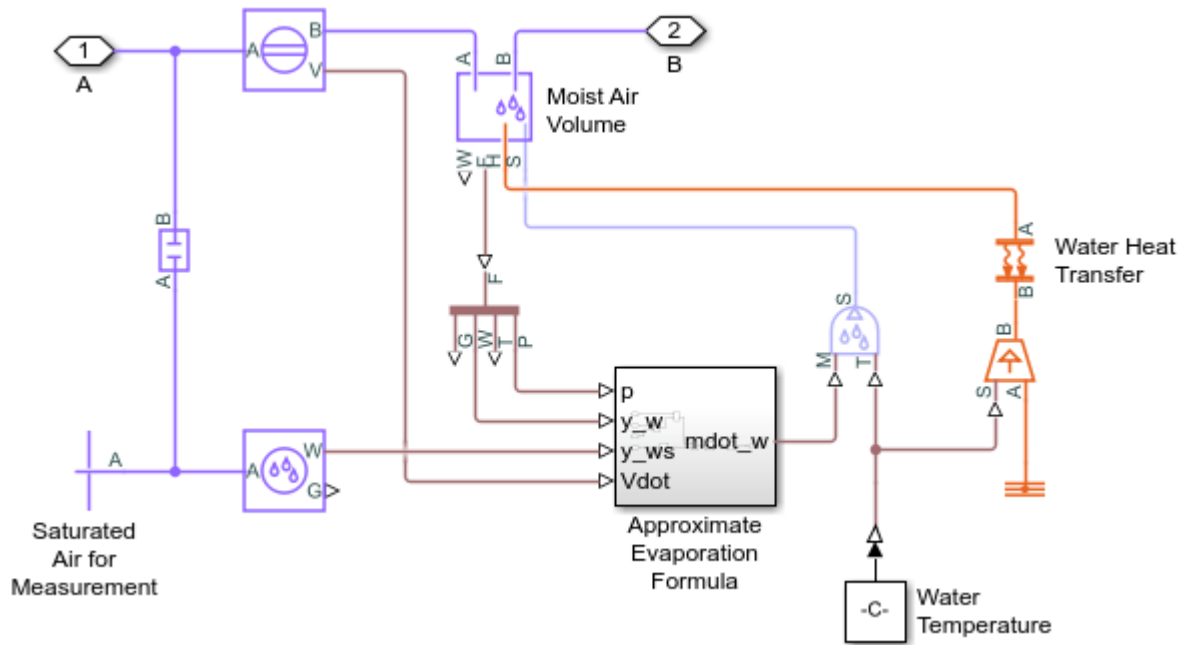 1
A
A
B
V
A
B
Moist Air
Volume
2
B
W
F
H
S
B
A
F
G
W
T
P
A
Water Heat
Transfer
B
B
S
A
S
M
T
p
y_w
y_ws
Vdot
mdot_w
Approximate
Evaporation
Formula
A
A
W
G
Saturated
Air for
Measurement
-C-
Water
Temperature